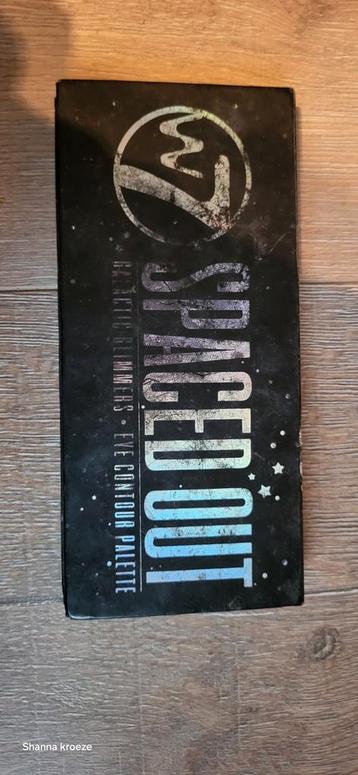 W7
SPACED OUT
GALACTIC GLIMMERS • EYE CONTOUR PALETTE
Shanna kroeze